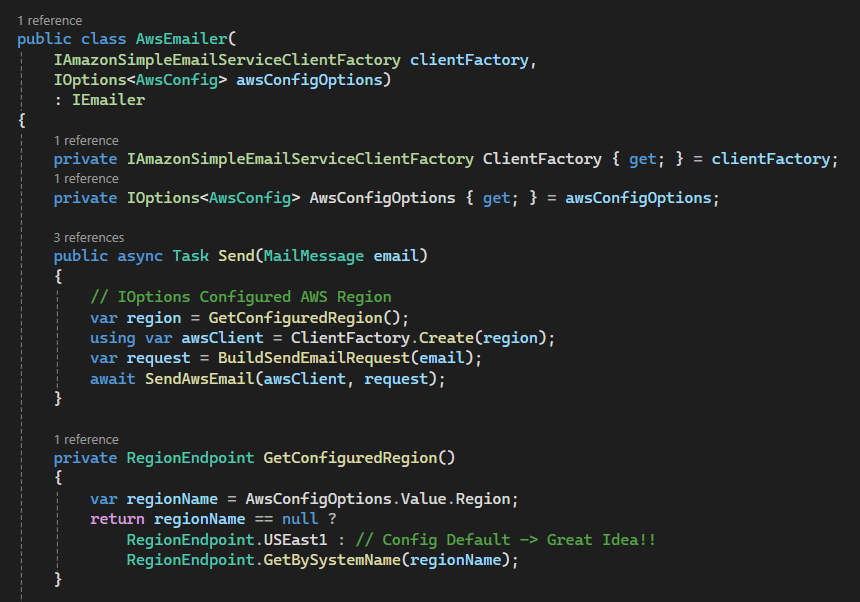 1 reference
public class AwsEmailer(
    IAmazonSimpleEmailServiceClientFactory clientFactory,
    IOptions<AwsConfig> awsConfigOptions)
    : IEmailer
{
    1 reference
    private IAmazonSimpleEmailServiceClientFactory ClientFactory { get; } = clientFactory;
    1 reference
    private IOptions<AwsConfig> AwsConfigOptions { get; } = awsConfigOptions;

    3 references
    public async Task Send(MailMessage email)
    {
        // IOptions Configured AWS Region
        var region = GetConfiguredRegion();
        using var awsClient = ClientFactory.Create(region);
        var request = BuildSendEmailRequest(email);
        await SendAwsEmail(awsClient, request);
    }

    1 reference
    private RegionEndpoint GetConfiguredRegion()
    {
        var regionName = AwsConfigOptions.Value.Region;
        return regionName == null ?
            RegionEndpoint.USEast1 : // Config Default -> Great Idea!!
            RegionEndpoint.GetBySystemName(regionName);
    }